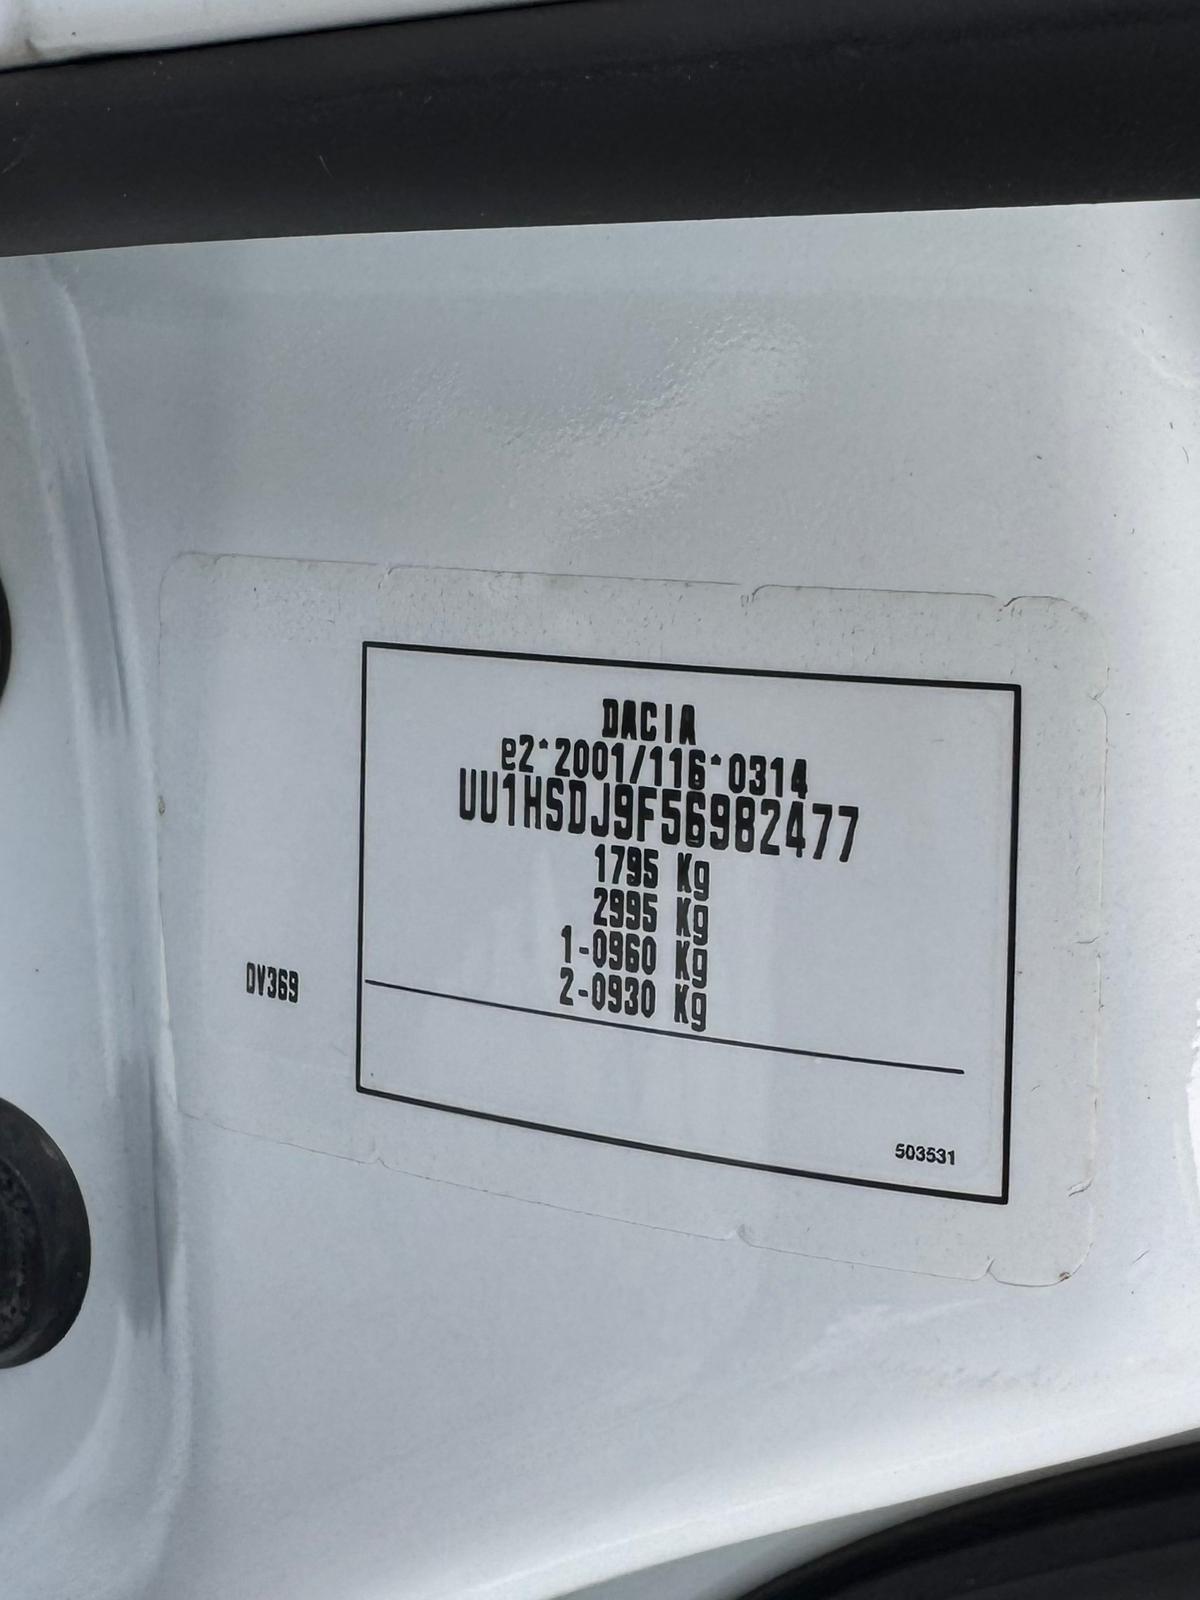 DACIA
e2*2001/116*0314
UU1HSDJ9F56982477
1795 Kg
2995 Kg
1-0960 Kg
2-0930 Kg
DV369
503531